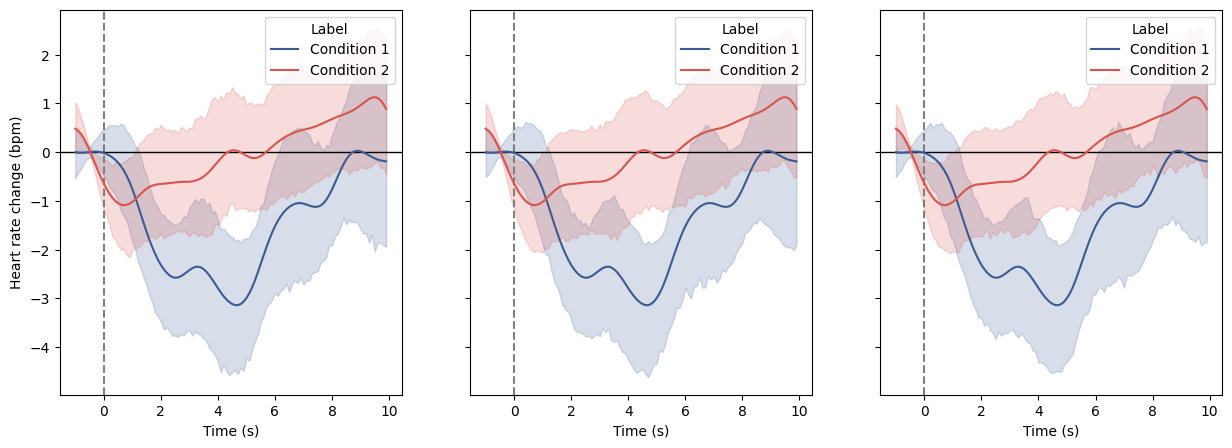 Heart rate change (bpm)
2
1
0
−1
−2
−3
−4
Label
Condition 1
Condition 2
0 2 4 6 8 10
Time (s)
Label
Condition 1
Condition 2
0 2 4 6 8 10
Time (s)
Label
Condition 1
Condition 2
0 2 4 6 8 10
Time (s)